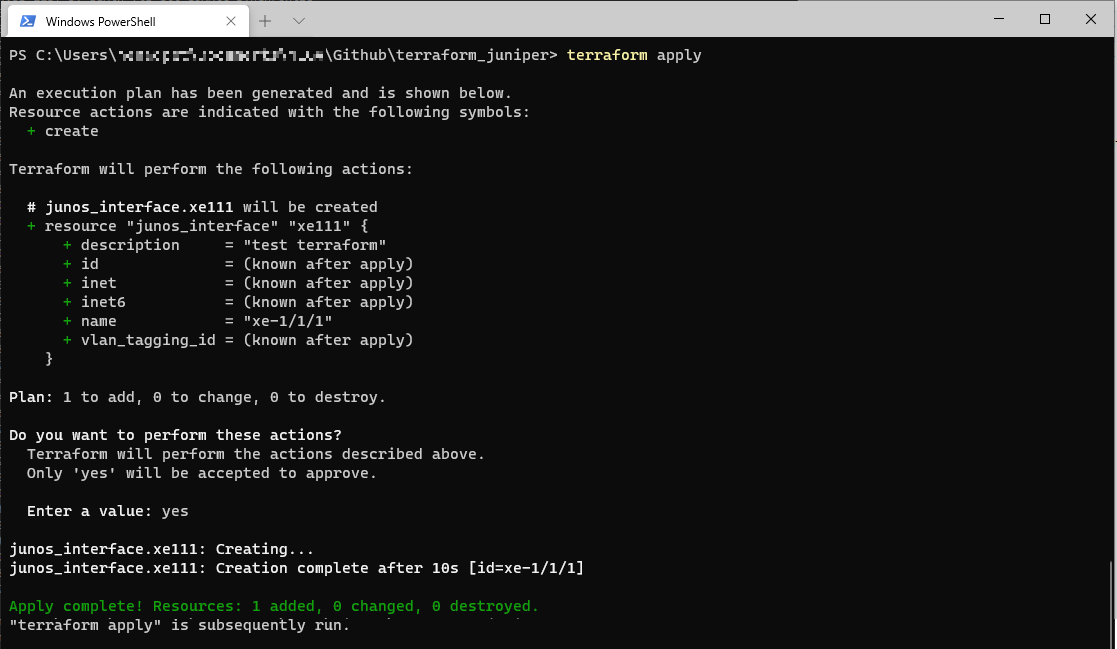 Windows PowerShell
PS C:\Users\ \Github\terraform_juniper> terraform apply
An execution plan has been generated and is shown below.
Resource actions are indicated with the following symbols:
+ create
Terraform will perform the following actions:
# junos_interface.xe111 will be created
+ resource "junos_interface" "xe111" {
+ description     = "test terraform"
+ id              = (known after apply)
+ inet            = (known after apply)
+ inet6           = (known after apply)
+ name            = "xe-1/1/1"
+ vlan_tagging_id = (known after apply)
}
Plan: 1 to add, 0 to change, 0 to destroy.
Do you want to perform these actions?
Terraform will perform the actions described above.
Only 'yes' will be accepted to approve.
Enter a value: yes
junos_interface.xe111: Creating...
junos_interface.xe111: Creation complete after 10s [id=xe-1/1/1]
Apply complete! Resources: 1 added, 0 changed, 0 destroyed.
"terraform apply" is subsequently run.